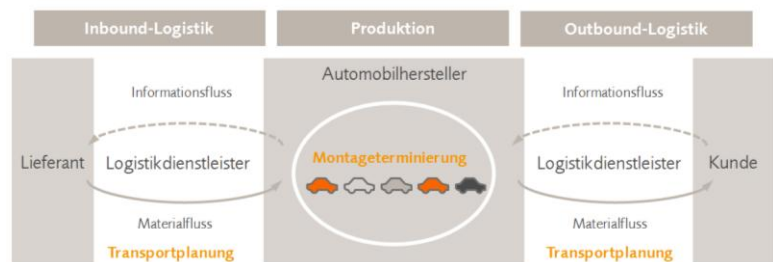 Inbound-Logistik
Produktion
Outbound-Logistik
Automobilhersteller
Informationsfluss
Informationsfluss
Montageterminierung
Lieferant
Logistikdienstleister
Logistikdienstleister
Kunde
Materialfluss
Materialfluss
Transportplanung
Transportplanung